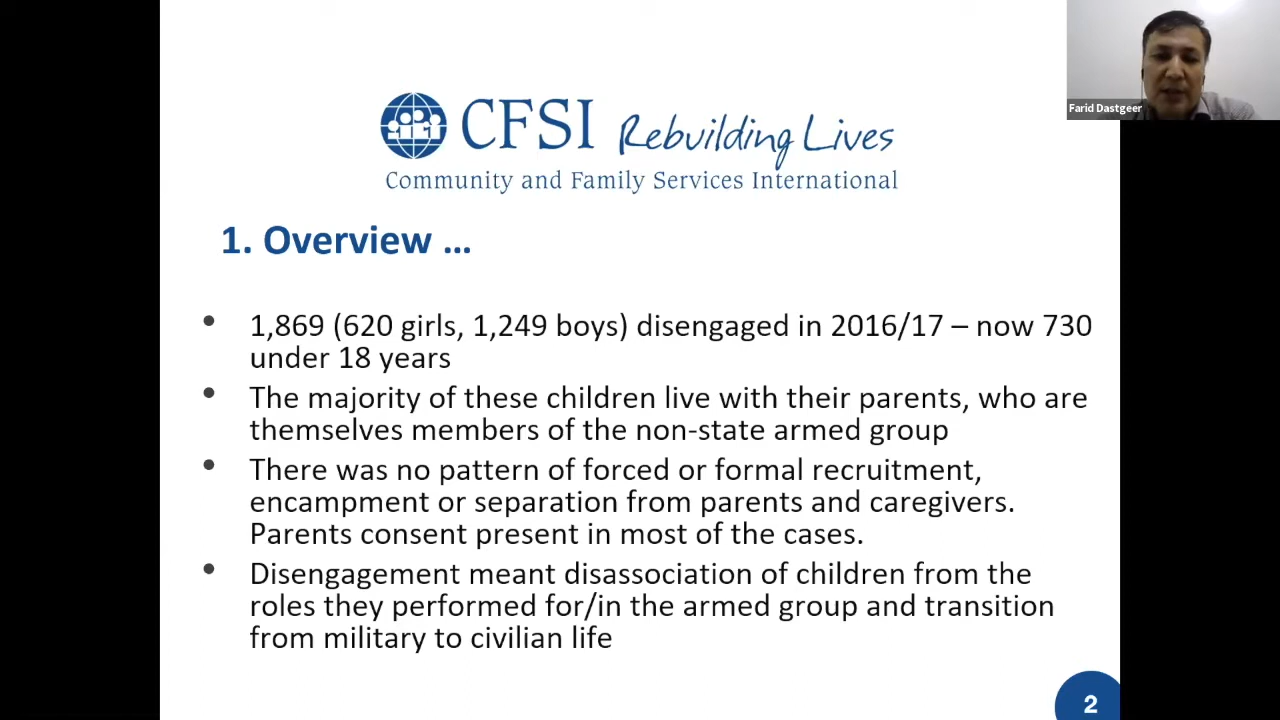 Farid Dastgeer
CFSI Rebuilding Lives
Community and Family Services International
1. Overview ...
• 1,869 (620 girls, 1,249 boys) disengaged in 2016/17 – now 730
under 18 years
• The majority of these children live with their parents, who are
themselves members of the non-state armed group
• There was no pattern of forced or formal recruitment,
encampment or separation from parents and caregivers.
Parents consent present in most of the cases.
• Disengagement meant disassociation of children from the
roles they performed for/in the armed group and transition
from military to civilian life
2